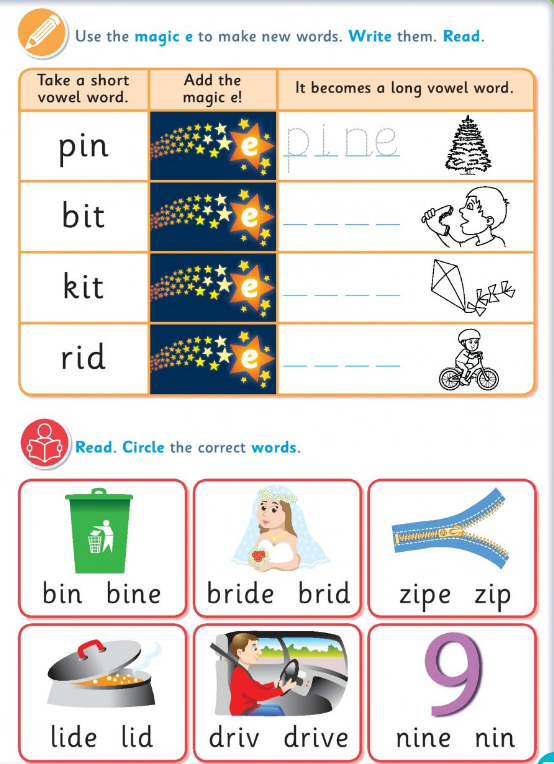 Use the magic e to make new words. Write them. Read.
Take a short vowel word.
Add the magic e!
It becomes a long vowel word.
pin e pine
bit e
kit e
rid e
Read. Circle the correct words.
bin bine
bride brid
zipe zip
lide lid
driv drive
9
nine nin